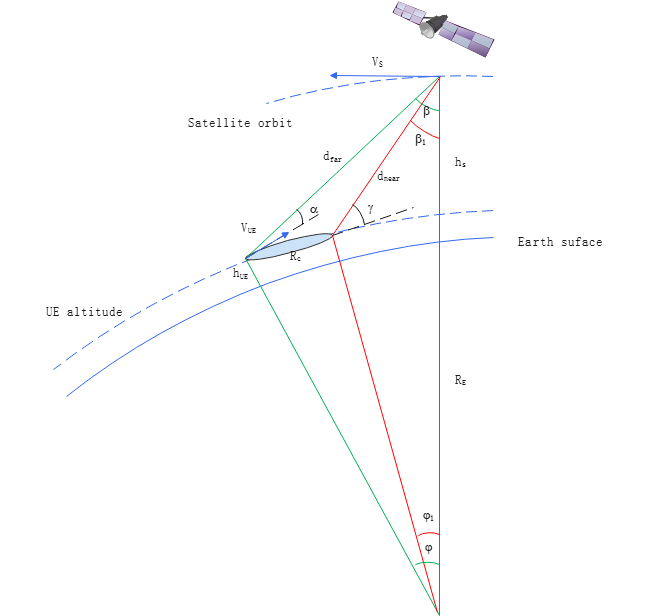 V_S
Satellite orbit
β
β_1
d_far
h_s
d_near
α
γ
V_UE
Earth suface
R_c
h_UE
UE altitude
R_E
φ_1
φ